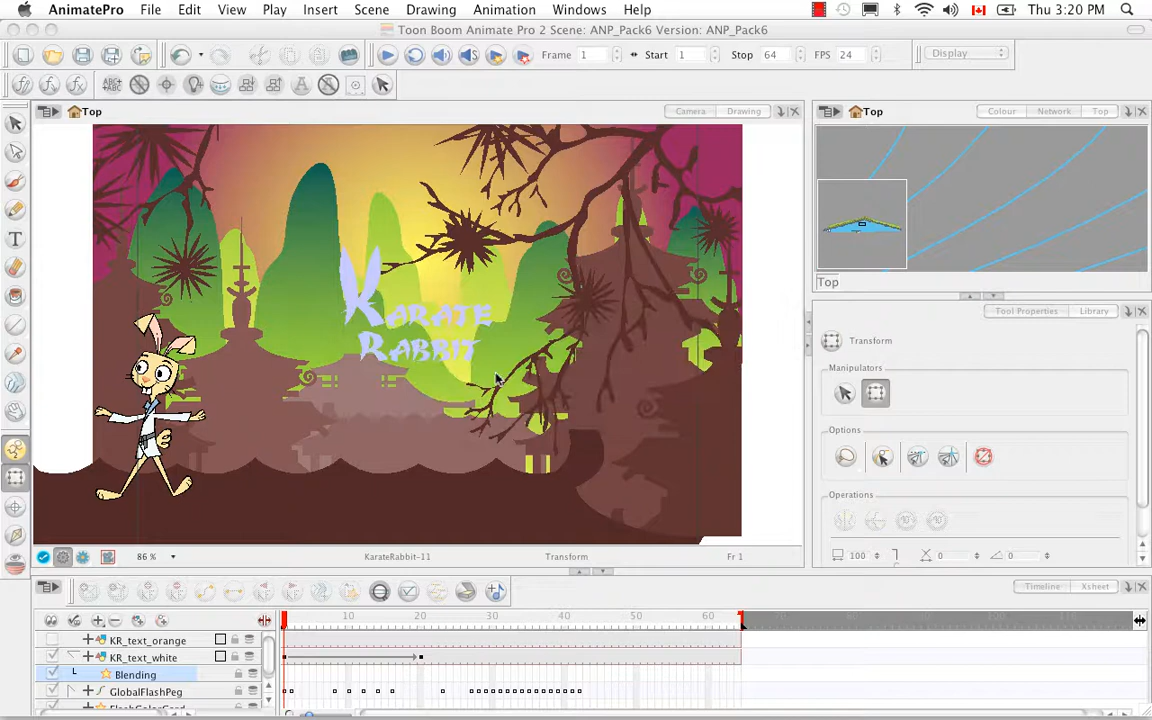 AnimatePro File Edit View Play Insert Scene Drawing Animation Windows Help Thu 3:20 PM
Toon Boom Animate Pro 2 Scene: ANP_Pack6 Version: ANP_Pack6
Frame 1 Start 1 Stop 64 FPS 24 Display
Top Camera Drawing Top Colour Network Top
KARATE
RABBIT
Top
Tool Properties Library
Transform
Manipulators
Options
Operations
100 0 0
86 % KarateRabbit-11 Transform Fr 1
Timeline Xsheet
10 20 30 40 50 60
KR_text_orange
KR_text_white
Blending
GlobalFlashPeg